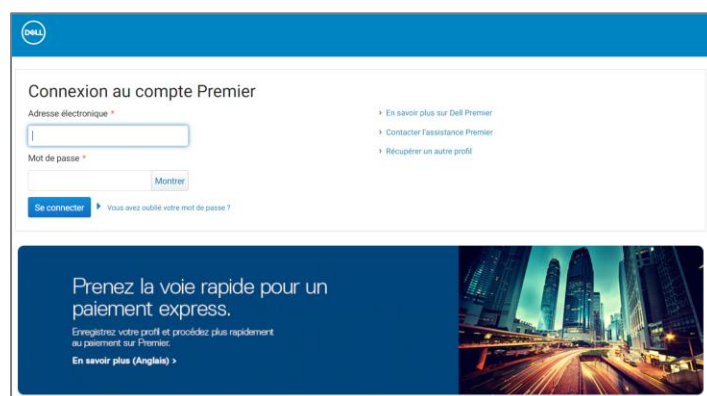 DELL
Connexion au compte Premier
Adresse électronique *
Mot de passe *
Montrer
Se connecter
Vous avez oublié votre mot de passe ?
› En savoir plus sur Dell Premier
› Contacter l'assistance Premier
› Récupérer un autre profil
Prenez la voie rapide pour un
paiement express.
Enregistrez votre profil et procédez plus rapidement
au paiement sur Premier.
En savoir plus (Anglais) >